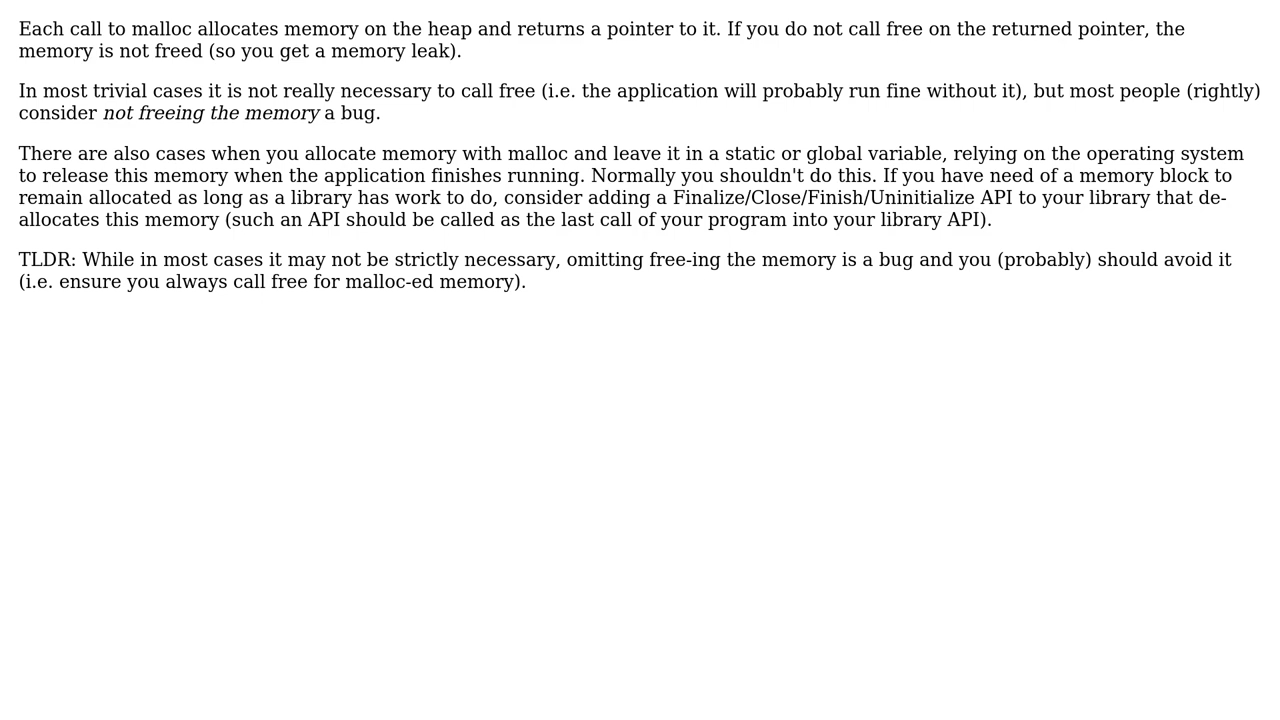 Each call to malloc allocates memory on the heap and returns a pointer to it. If you do not call free on the returned pointer, the
memory is not freed (so you get a memory leak).
In most trivial cases it is not really necessary to call free (i.e. the application will probably run fine without it), but most people (rightly)
consider not freeing the memory a bug.
There are also cases when you allocate memory with malloc and leave it in a static or global variable, relying on the operating system
to release this memory when the application finishes running. Normally you shouldn't do this. If you have need of a memory block to
remain allocated as long as a library has work to do, consider adding a Finalize/Close/Finish/Uninitialize API to your library that de-
allocates this memory (such an API should be called as the last call of your program into your library API).
TLDR: While in most cases it may not be strictly necessary, omitting free-ing the memory is a bug and you (probably) should avoid it
(i.e. ensure you always call free for malloc-ed memory).